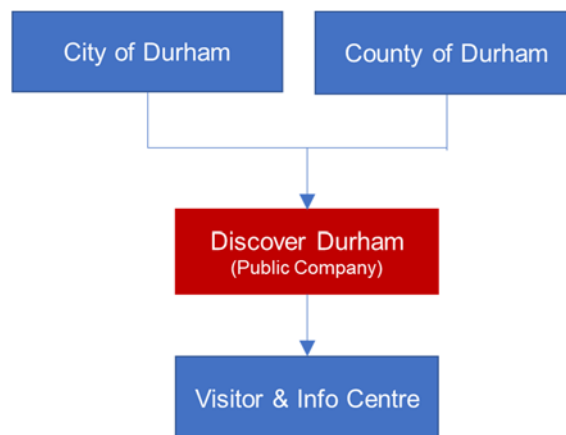 City of Durham
County of Durham
Discover Durham
(Public Company)
Visitor & Info Centre